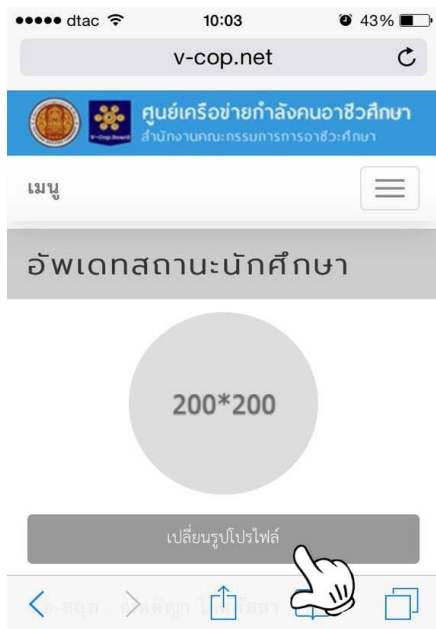 dtac 10:03 43%
v-cop.net
ศูนย์เครือข่ายกำลังคนอาชีวศึกษา
สำนักงานคณะกรรมการการอาชีวะศึกษา
เมนู
อัพเดทสถานะนักศึกษา
200*200
เปลี่ยนรูปโปรไฟล์